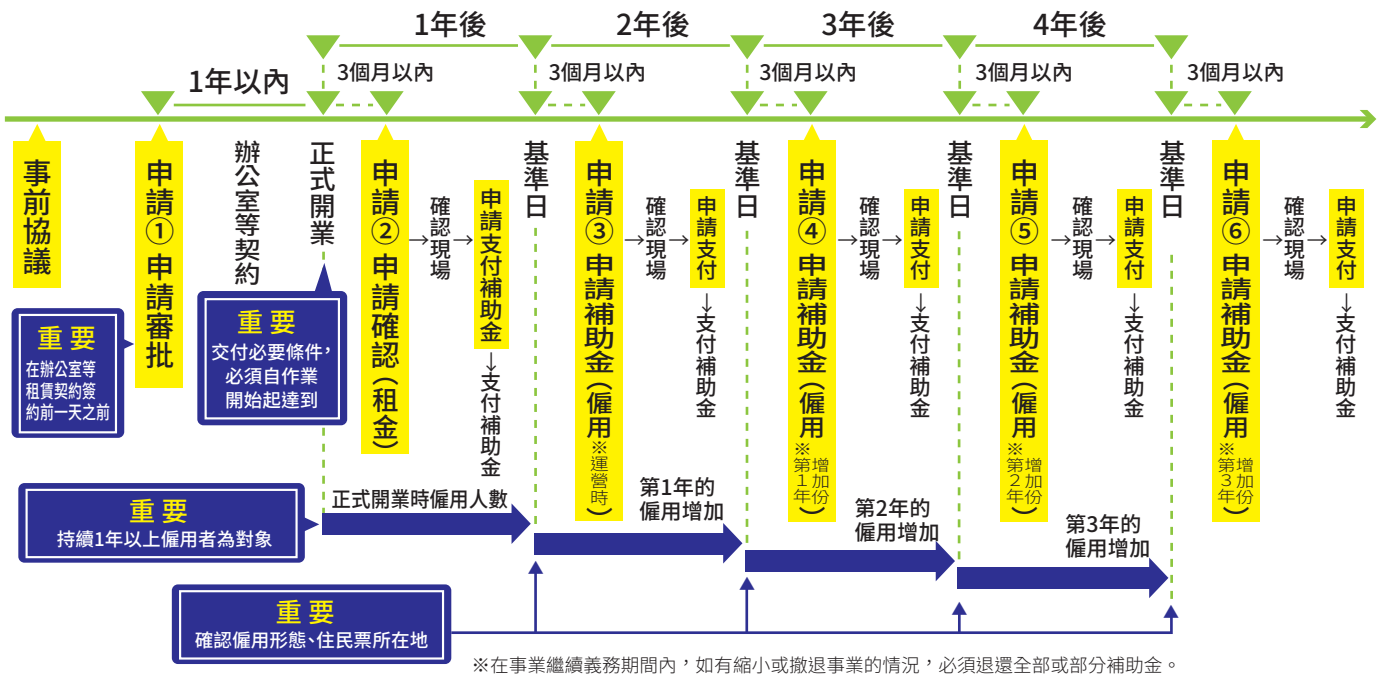 1年後
2年後
3年後
4年後
1年以內
3個月以內
3個月以內
3個月以內
3個月以內
3個月以內
事前協議
申請①申請審批
辦公室等契約
正式開業
申請②申請確認(租金)
→確認現場→
申請支付補助金
→支付補助金
基準日
申請③申請補助金(僱用※運營時)
→確認現場→
申請支付
→支付補助金
基準日
申請④申請補助金(僱用※第1年增加份)
→確認現場→
申請支付
→支付補助金
基準日
申請⑤申請補助金(僱用※第2年增加份)
→確認現場→
申請支付
→支付補助金
基準日
申請⑥申請補助金(僱用※第3年增加份)
→確認現場→
申請支付
→支付補助金
重要
在辦公室等
租賃契約簽
約前一天之前
重要
交付必要條件,
必須自作業
開始起達到
重要
持續1年以上僱用者為對象
正式開業時僱用人數
第1年的
僱用增加
第2年的
僱用增加
第3年的
僱用增加
重要
確認僱用形態、住民票所在地
※在事業繼續義務期間內,如有縮小或撤退事業的情況,必須退還全部或部分補助金。